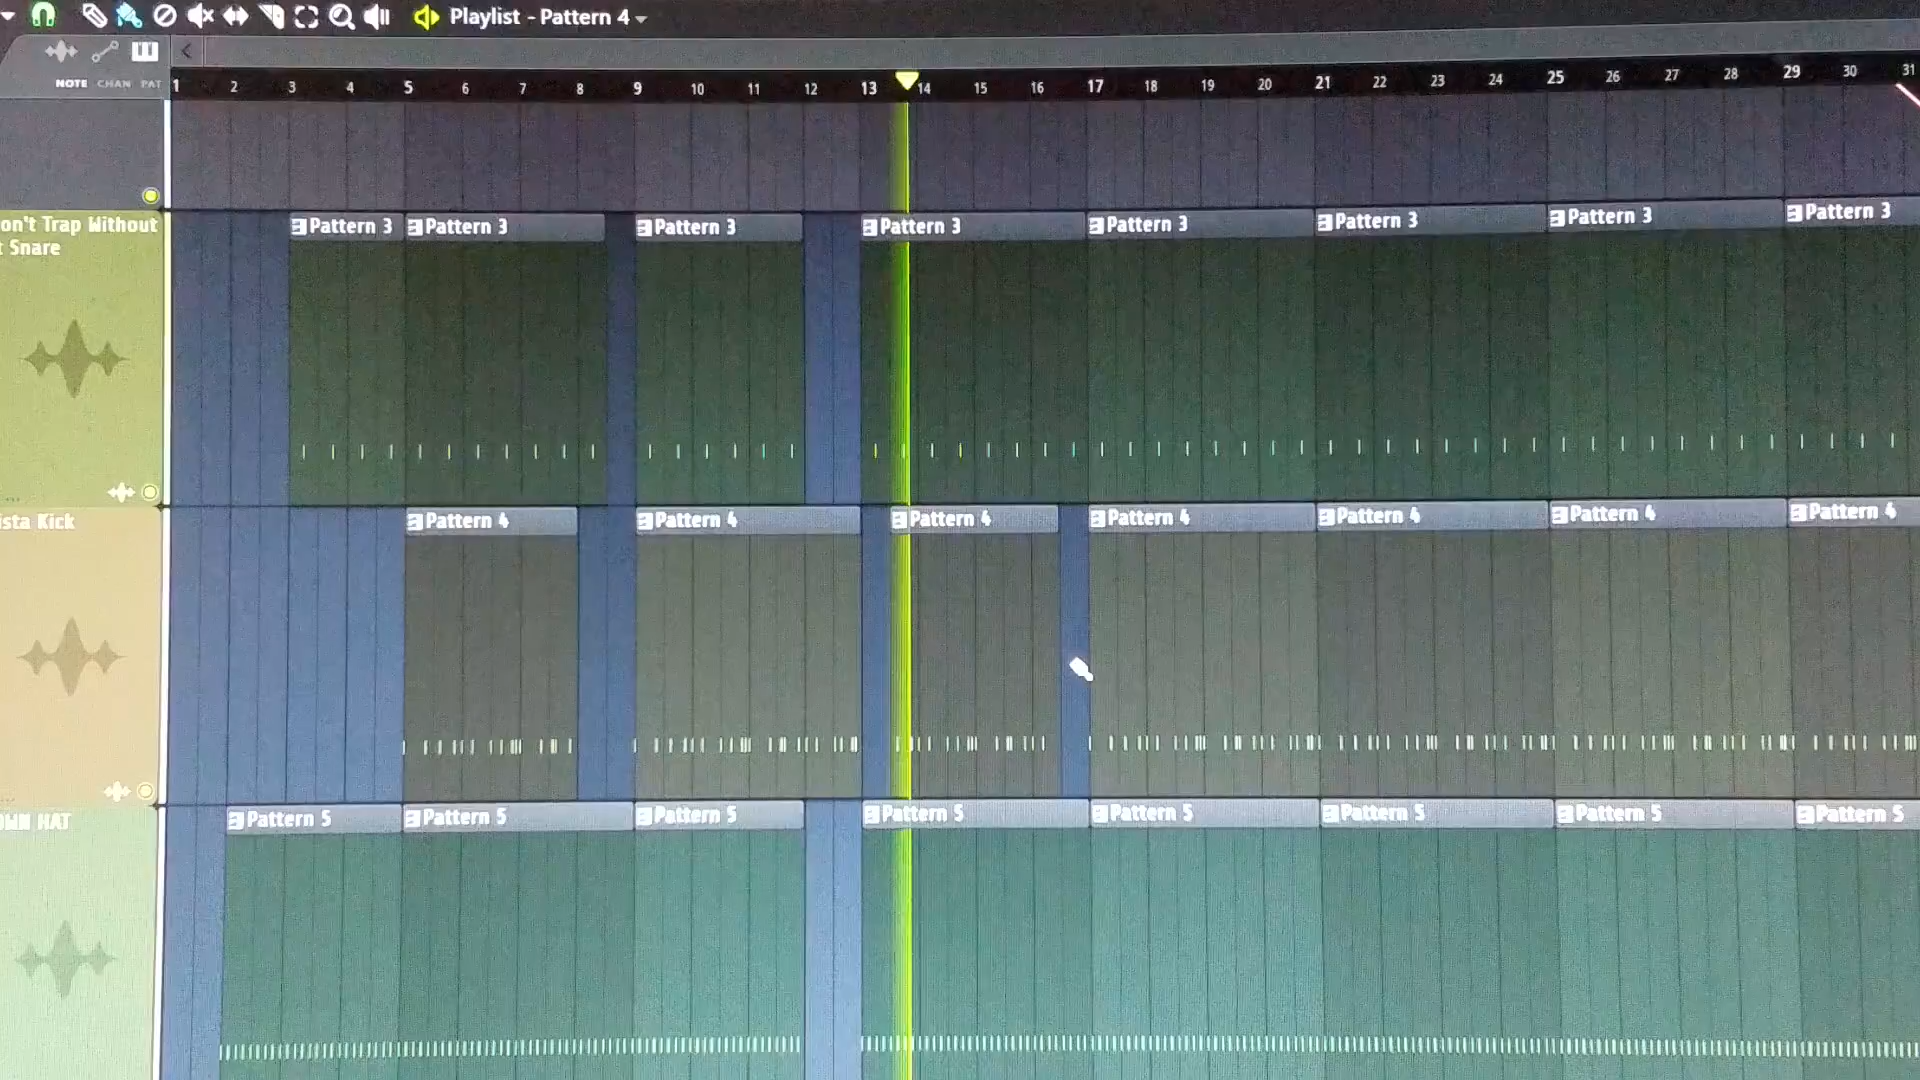 Playlist - Pattern 4
NOTE CHAN PAT
1 2 3 4 5 6 7 8 9 10 11 12 13 14 15 16 17 18 19 20 21 22 23 24 25 26 27 28 29 30 31
on't Trap Without
t Snare
Pattern 3 Pattern 3 Pattern 3 Pattern 3 Pattern 3 Pattern 3 Pattern 3 Pattern 3
ista Kick
Pattern 4 Pattern 4 Pattern 4 Pattern 4 Pattern 4 Pattern 4 Pattern 4
OWN HAT
Pattern 5 Pattern 5 Pattern 5 Pattern 5 Pattern 5 Pattern 5 Pattern 5 Pattern 5